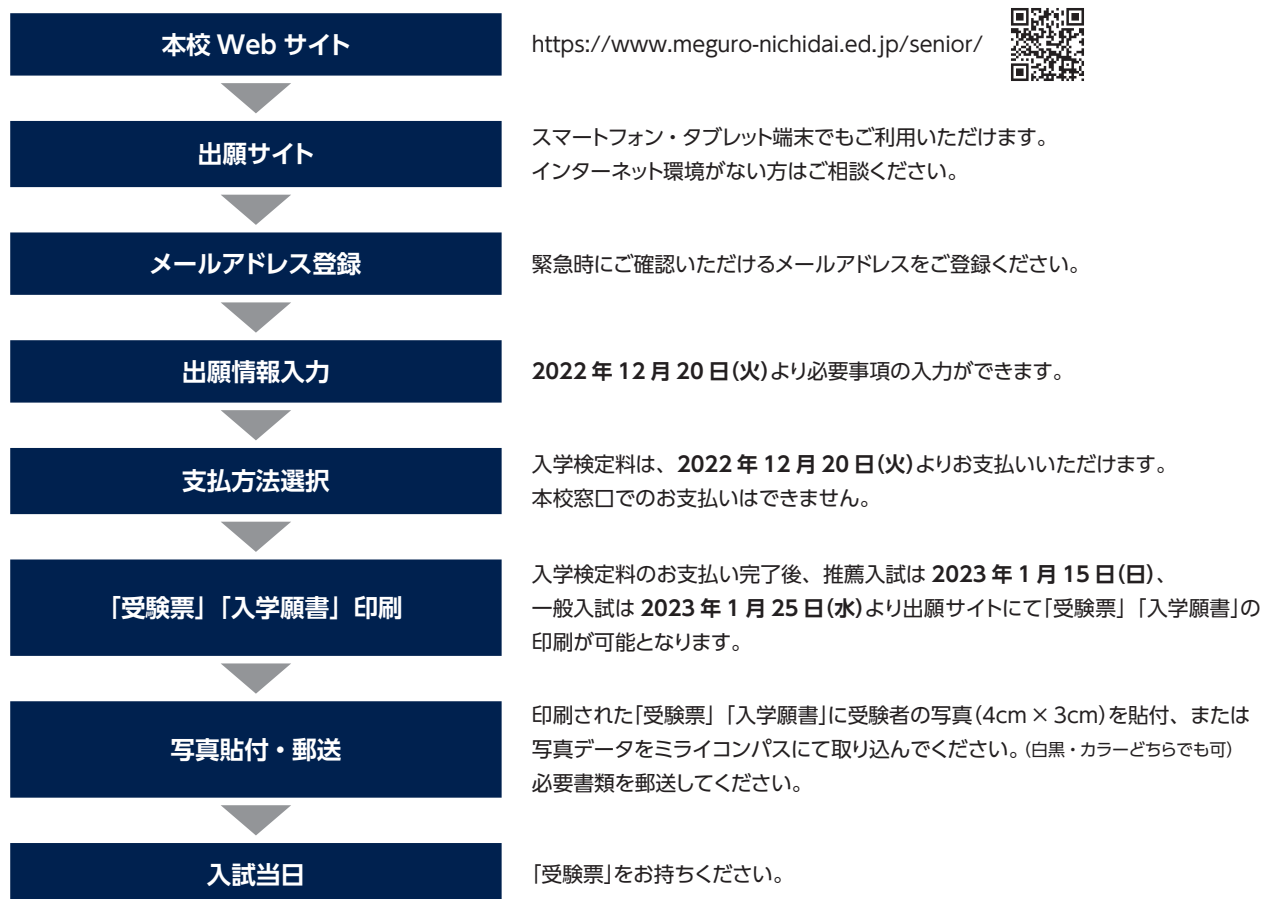 本校 Web サイト
https://www.meguro-nichidai.ed.jp/senior/
出願サイト
スマートフォン・タブレット端末でもご利用いただけます。
インターネット環境がない方はご相談ください。
メールアドレス登録
緊急時にご確認いただけるメールアドレスをご登録ください。
出願情報入力
2022 年 12 月 20 日(火)より必要事項の入力ができます。
支払方法選択
入学検定料は、2022 年 12 月 20 日(火)よりお支払いいただけます。
本校窓口でのお支払いはできません。
「受験票」「入学願書」印刷
入学検定料のお支払い完了後、推薦入試は 2023 年 1 月 15 日(日)、
一般入試は 2023 年 1 月 25 日(水)より出願サイトにて「受験票」「入学願書」の
印刷が可能となります。
写真貼付・郵送
印刷された「受験票」「入学願書」に受験者の写真(4cm × 3cm)を貼付、または
写真データをミライコンパスにて取り込んでください。(白黒・カラーどちらでも可)
必要書類を郵送してください。
入試当日
「受験票」をお持ちください。